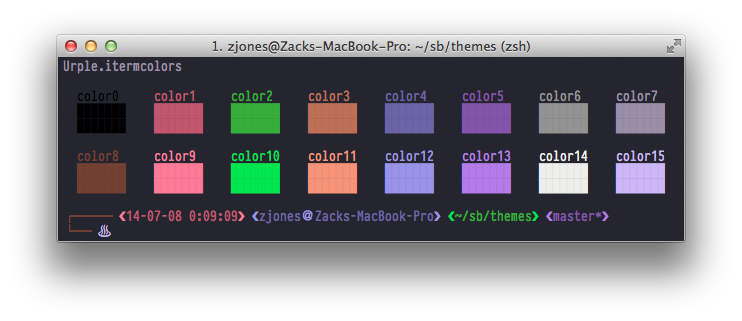 1. zjones@Zacks-MacBook-Pro: ~/sb/themes (zsh)
Urple.itermcolors
color0 color1 color2 color3 color4 color5 color6 color7
color8 color9 color10 color11 color12 color13 color14 color15
❮14-07-08 0:09:09❯ ❮zjones@Zacks-MacBook-Pro❯ ❮~/sb/themes❯ ❮master*❯
♨